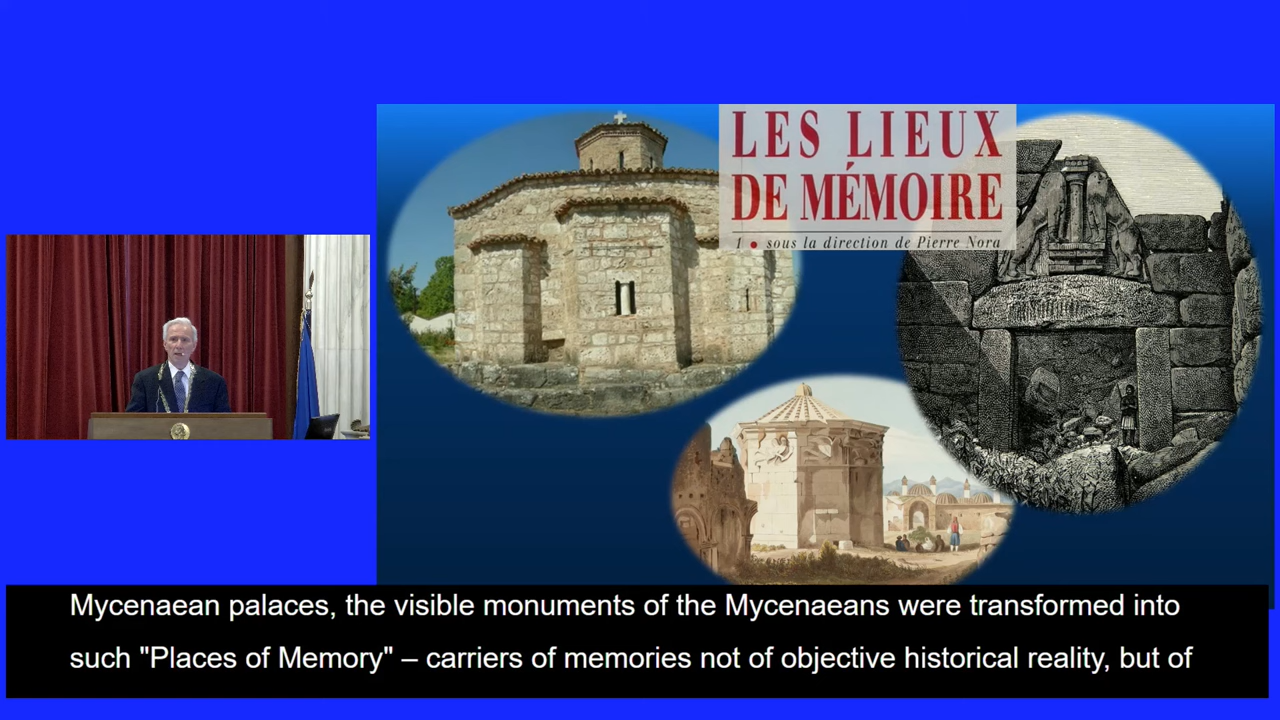 LES LIEUX
DE MÉMOIRE
1 • sous la direction de Pierre Nora
Mycenaean palaces, the visible monuments of the Mycenaeans were transformed into
such "Places of Memory" – carriers of memories not of objective historical reality, but of